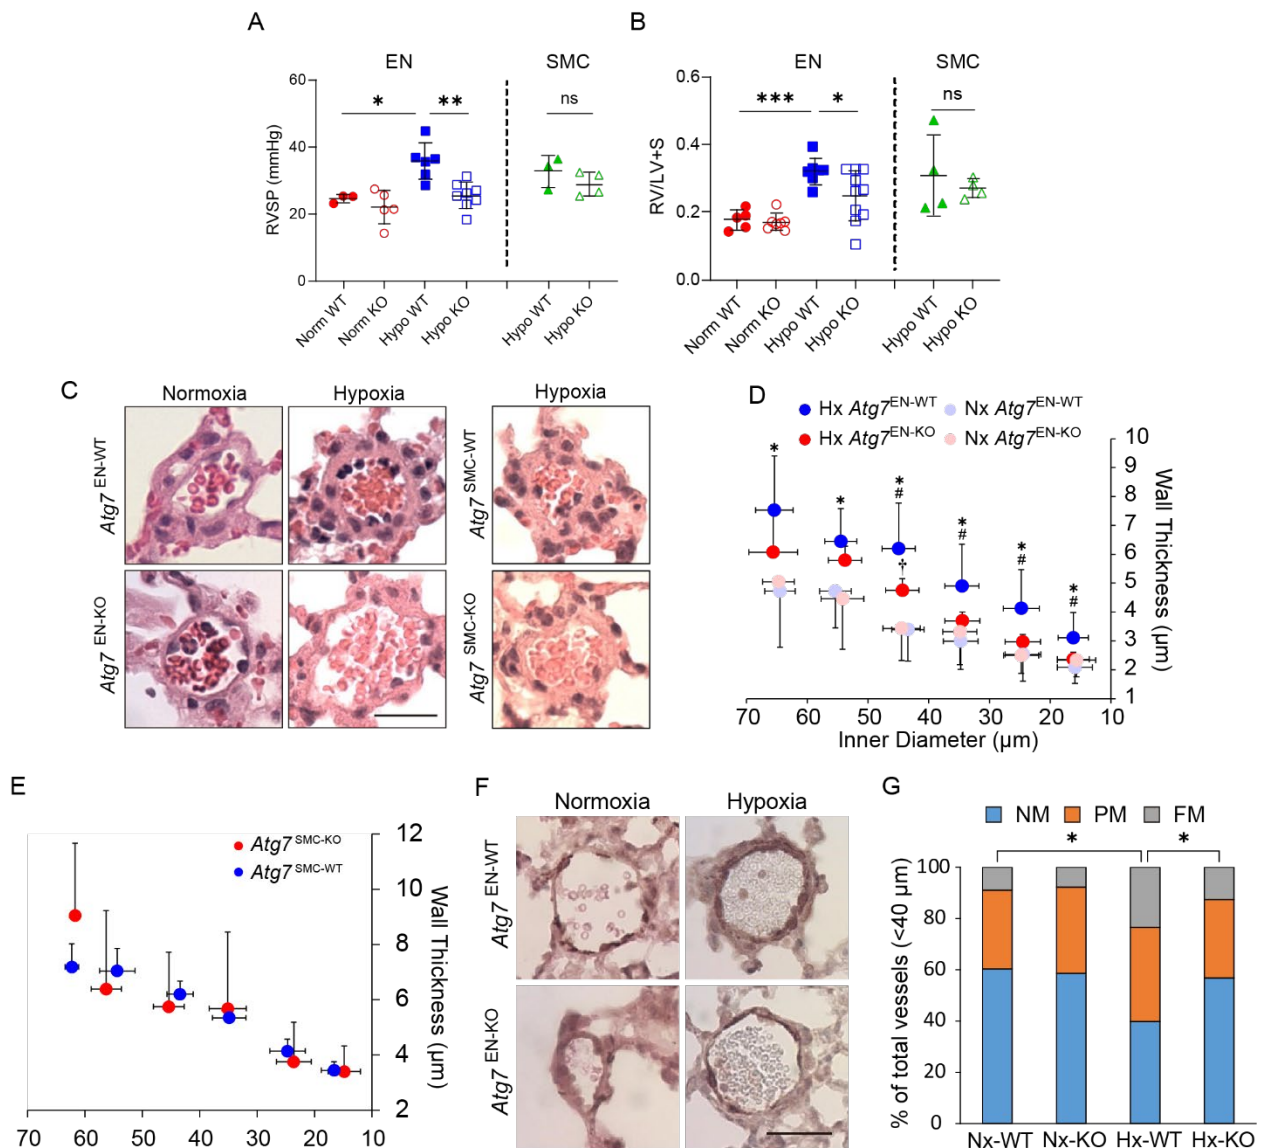 A
EN
SMC
RVSP (mmHg)
60
40
20
0
*
**
ns
Norm WT
Norm KO
Hypo WT
Hypo KO
Hypo WT
Hypo KO
B
EN
SMC
RV/LV+S
0.6
0.4
0.2
0.0
***
*
ns
Norm WT
Norm KO
Hypo WT
Hypo KO
Hypo WT
Hypo KO
C
Normoxia
Hypoxia
Hypoxia
Atg7 EN-WT
Atg7 SMC-WT
Atg7 EN-KO
Atg7 SMC-KO
D
Hx Atg7EN-WT
Nx Atg7EN-WT
Hx Atg7EN-KO
Nx Atg7EN-KO
*
*
*
#
†
*
#
*
#
*
#
10
9
8
7
6
5
4
3
2
1
Wall Thickness (µm)
70 60 50 40 30 20 10
Inner Diameter (µm)
E
Atg7 SMC-KO
Atg7 SMC-WT
12
10
8
6
4
2
Wall Thickness (µm)
70 60 50 40 30 20 10
F
Normoxia
Hypoxia
Atg7 EN-WT
Atg7 EN-KO
G
NM PM FM
*
*
% of total vessels (<40 µm)
100
80
60
40
20
0
Nx-WT Nx-KO Hx-WT Hx-KO